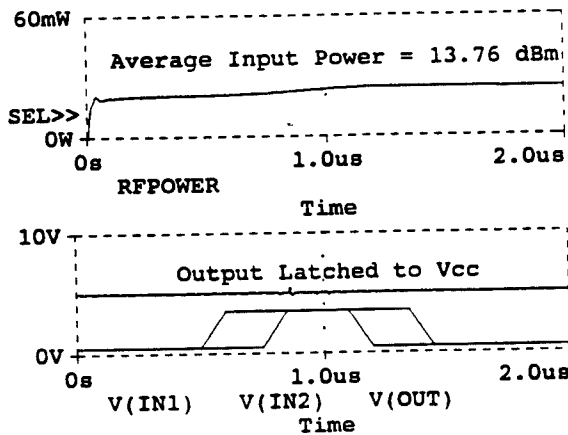 60mW
Average Input Power = 13.76 dBm
SEL>>
0W
0s 1.0us 2.0us
RFPOWER
Time
10V
Output Latched to Vcc
0V
0s 1.0us 2.0us
V(IN1) V(IN2) V(OUT)
Time